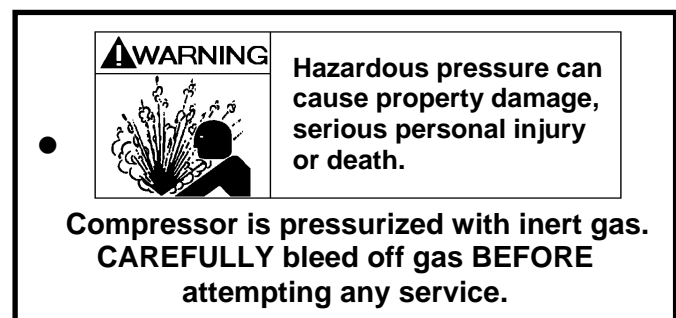 WARNING
Hazardous pressure can
cause property damage,
serious personal injury
or death.
Compressor is pressurized with inert gas.
CAREFULLY bleed off gas BEFORE
attempting any service.